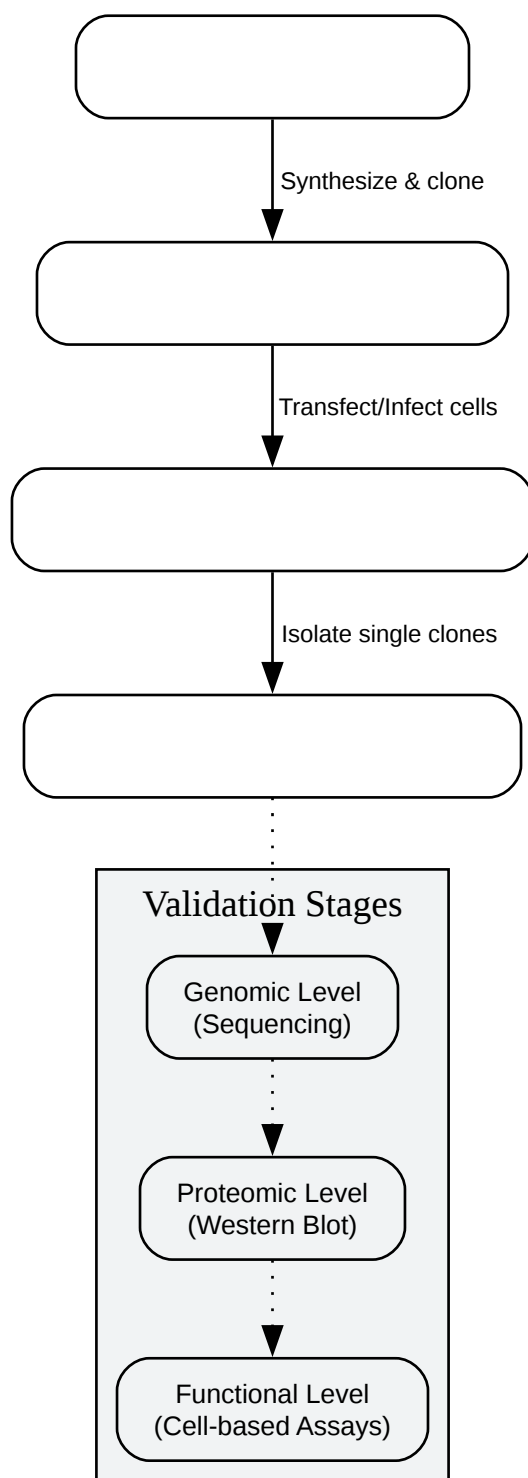 Synthesize & clone
Transfect/Infect cells
Isolate single clones
Validation Stages
Genomic Level
(Sequencing)
Proteomic Level
(Western Blot)
Functional Level
(Cell-based Assays)